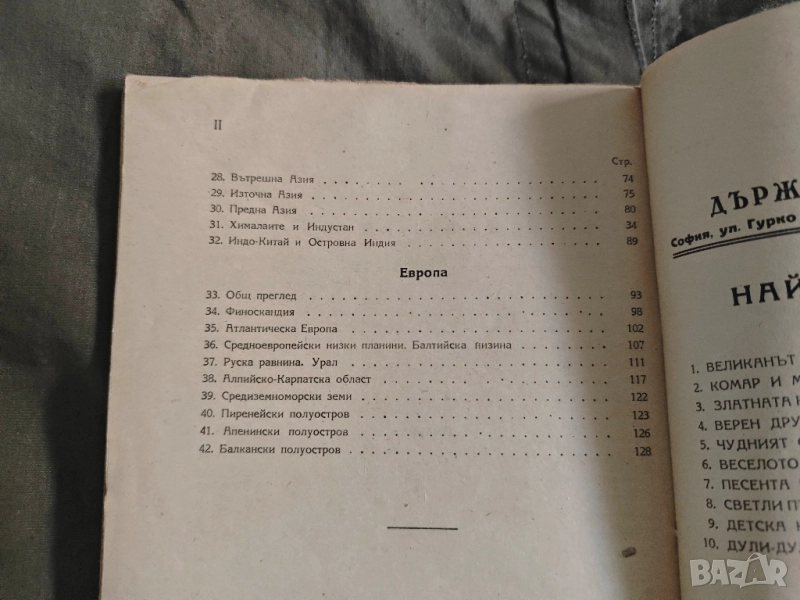 II
Стр.
28. Вътрешна Азия 74
29. Източна Азия 75
30. Предна Азия 80
31. Хималаите и Индустан 34
32. Индо-Китай и Островна Индия 89
Европа
33. Общ преглед 93
34. Финоскандия 98
35. Атлантическа Европа 102
36. Средноевропейски низки планини. Балтийска низина 107
37. Руска равнина. Урал 111
38. Алпийско-Карпатска област 117
39. Средиземноморски земи 122
40. Пиренейски полуостров 123
41. Апенински полуостров 126
42. Балкански полуостров 128
ДЪРЖ
София, ул. Гурко
НАЙ
1. ВЕЛИКАНЪТ
2. КОМАР И М
3. ЗЛАТНАТА
4. ВЕРЕН ДРУ
5. ЧУДНИЯТ
6. ВЕСЕЛОТО
7. ПЕСЕНТА
8. СВЕТЛИ П
9. ДЕТСКА
10. ДУЛИ-ДУ
BAZAR